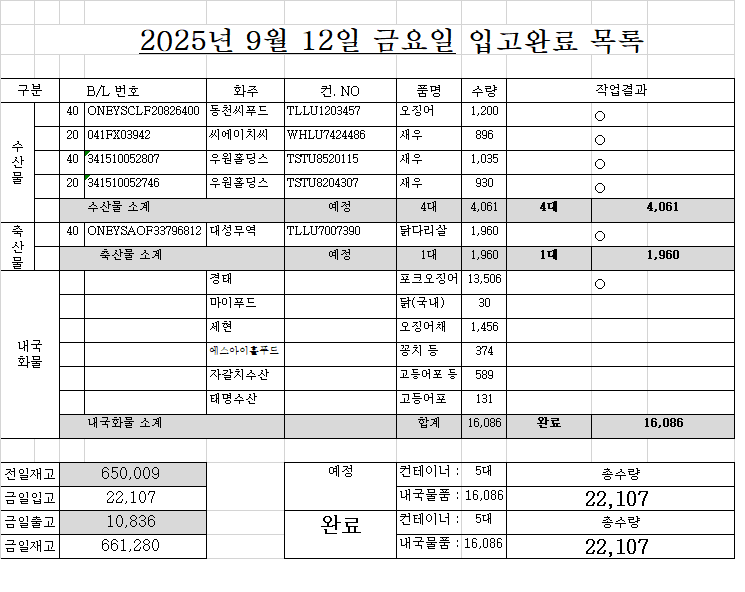 2025년 9월 12일 금요일 입고완료 목록
구분 B/L 번호 화주 컨. NO 품명 수량 작업결과
수산물
40 ONEYSCLF20826400 동천씨푸드 TLLU1203457 오징어 1,200 ○
20 041FX03942 씨에이치씨 WHLU7424486 새우 896 ○
40 341510052807 우원홀딩스 TSTU8520115 새우 1,035 ○
20 341510052746 우원홀딩스 TSTU8204307 새우 930 ○
수산물 소계 예정 4대 4,061 4대 4,061
축산물
40 ONEYSAOF33796812 대성무역 TLLU7007390 닭다리살 1,960 ○
축산물 소계 예정 1대 1,960 1대 1,960
내국화물
경태 포크오징어 13,506 ○
마이푸드 닭(국내) 30
세현 오징어채 1,456
에스아이홀푸드 꽁치 등 374
자갈치수산 고등어포 등 589
태명수산 고등어포 131
내국화물 소계 합계 16,086 완료 16,086
전일재고 650,009 예정 컨테이너 : 5대 총수량
금일입고 22,107 내국물품 : 16,086 22,107
금일출고 10,836 완료 컨테이너 : 5대 총수량
금일재고 661,280 내국물품 : 16,086 22,107